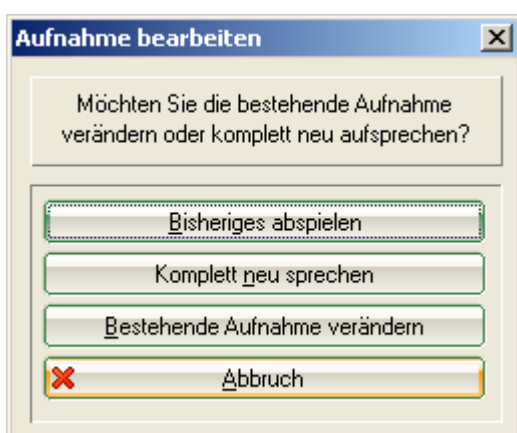 Aufnahme bearbeiten
Möchten Sie die bestehende Aufnahme
verändern oder komplett neu aufsprechen?
Bisheriges abspielen
Komplett neu sprechen
Bestehende Aufnahme verändern
Abbruch